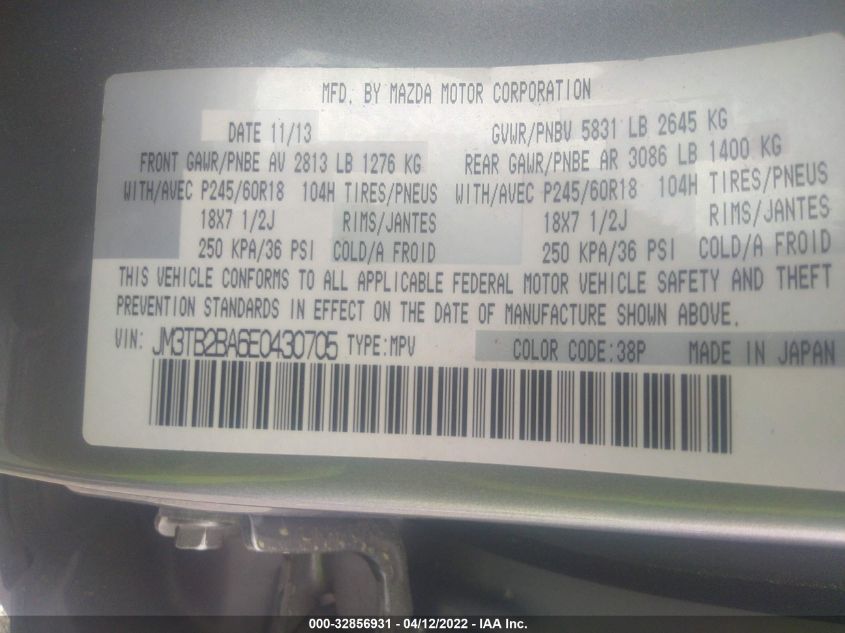 MFD. BY MAZDA MOTOR CORPORATION
DATE 11/13 GVWR/PNBV 5831 LB 2645 KG
FRONT GAWR/PNBE AV 2813 LB 1276 KG REAR GAWR/PNBE AR 3086 LB 1400 KG
WITH/AVEC P245/60R18 104H TIRES/PNEUS WITH/AVEC P245/60R18 104H TIRES/PNEUS
18X7 1/2J RIMS/JANTES 18X7 1/2J RIMS/JANTES
250 KPA/36 PSI COLD/A FROID 250 KPA/36 PSI COLD/A FROID
THIS VEHICLE CONFORMS TO ALL APPLICABLE FEDERAL MOTOR VEHICLE SAFETY AND THEFT
PREVENTION STANDARDS IN EFFECT ON THE DATE OF MANUFACTURE SHOWN ABOVE.
VIN: JM3TB2BA6E0430705 TYPE:MPV COLOR CODE:38P MADE IN JAPAN
000-32856931 - 04/12/2022 - IAA Inc.